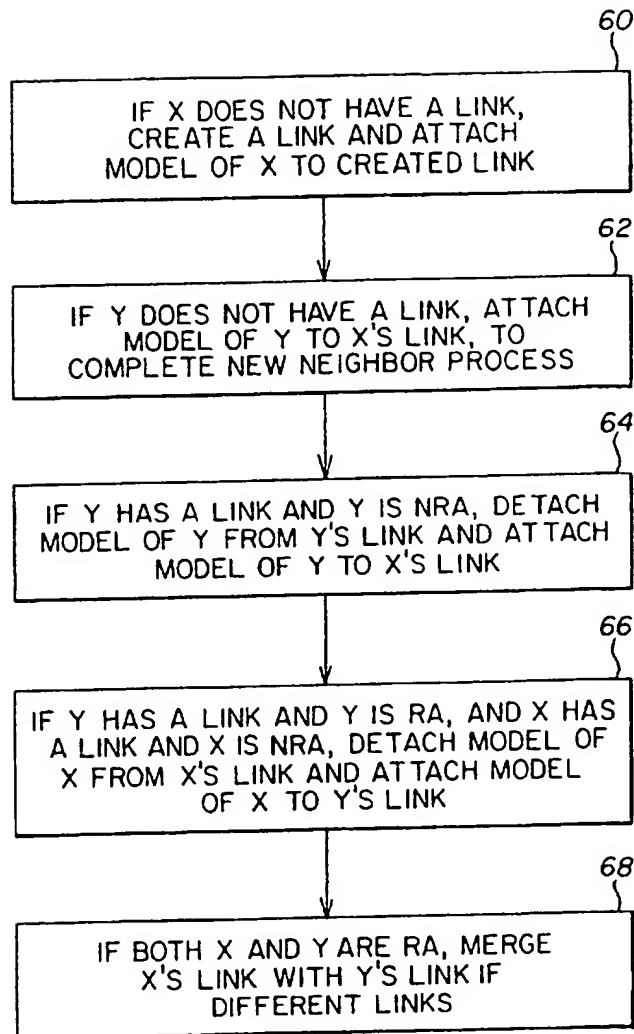 60
IF X DOES NOT HAVE A LINK,
CREATE A LINK AND ATTACH
MODEL OF X TO CREATED LINK
62
IF Y DOES NOT HAVE A LINK, ATTACH
MODEL OF Y TO X'S LINK, TO
COMPLETE NEW NEIGHBOR PROCESS
64
IF Y HAS A LINK AND Y IS NRA, DETACH
MODEL OF Y FROM Y'S LINK AND ATTACH
MODEL OF Y TO X'S LINK
66
IF Y HAS A LINK AND Y IS RA, AND X HAS
A LINK AND X IS NRA, DETACH MODEL OF
X FROM X'S LINK AND ATTACH MODEL
OF X TO Y'S LINK
68
IF BOTH X AND Y ARE RA, MERGE
X'S LINK WITH Y'S LINK IF
DIFFERENT LINKS